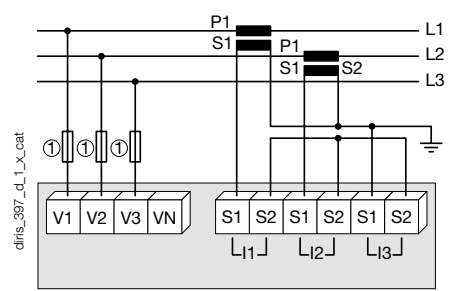 P1 L1
S1 P1 L2
S1 S2 L3
① ① ①
V1 V2 V3 VN S1 S2 S1 S2 S1 S2
I1 I2 I3
diris_397_d_1_x_cat